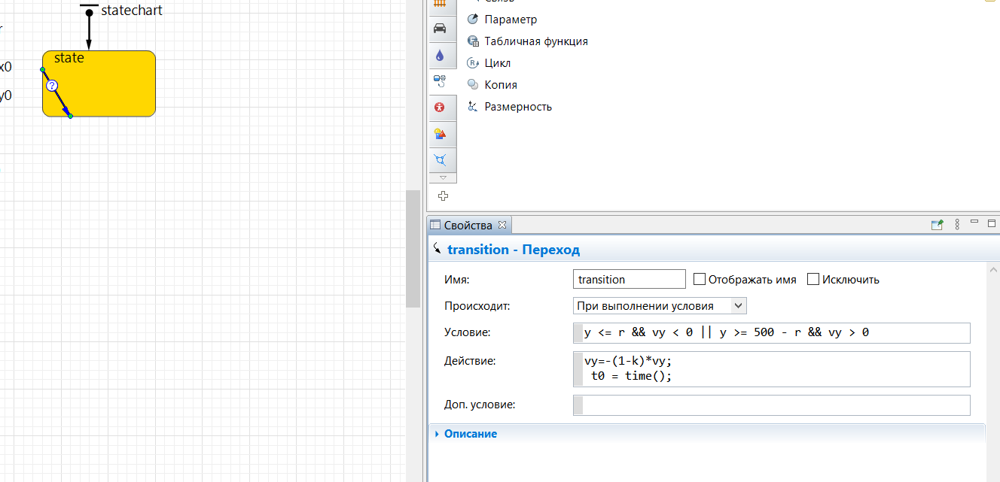 statechart
state
x0
y0
Параметр
Табличная функция
Цикл
Копия
Размерность
Свойства
transition - Переход
Имя: transition Отображать имя Исключить
Происходит: При выполнении условия
Условие: y <= r && vy < 0 || y >= 500 - r && vy > 0
Действие: vy=-(1-k)*vy;
t0 = time();
Доп. условие:
Описание